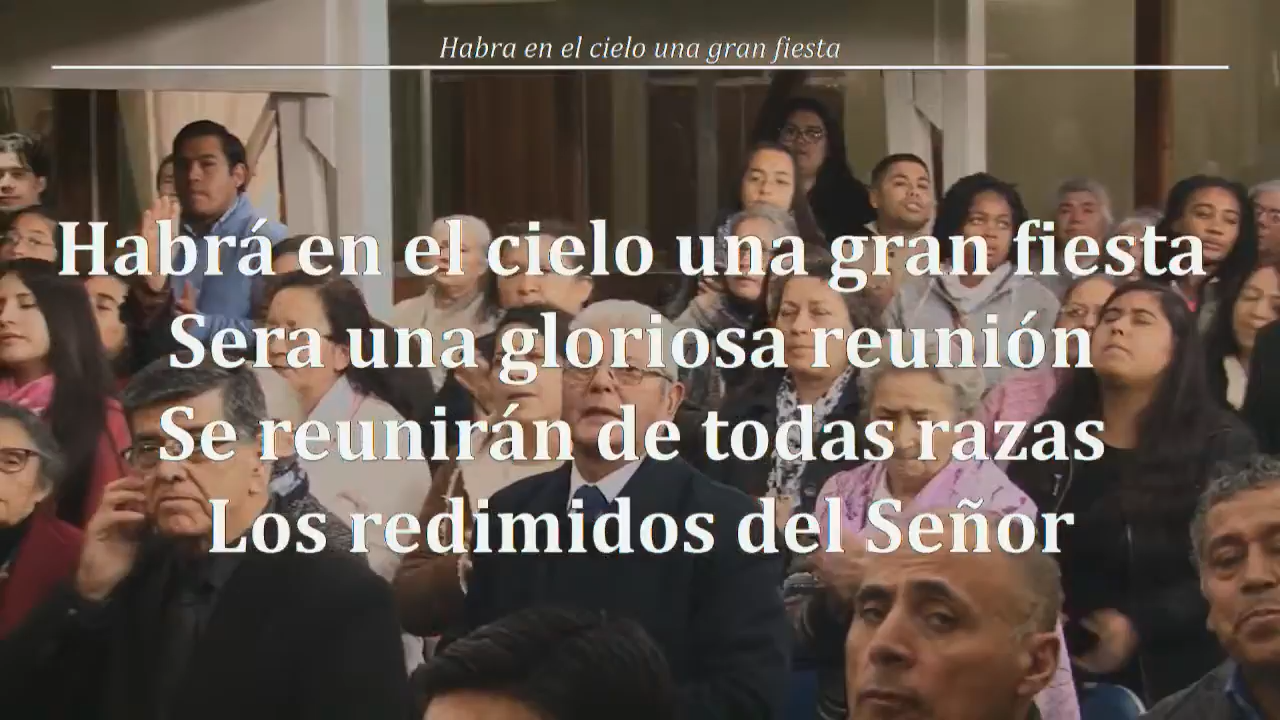 Habra en el cielo una gran fiesta
Habrá en el cielo una gran fiesta
Sera una gloriosa reunión
Se reunirán de todas razas
Los redimidos del Señor